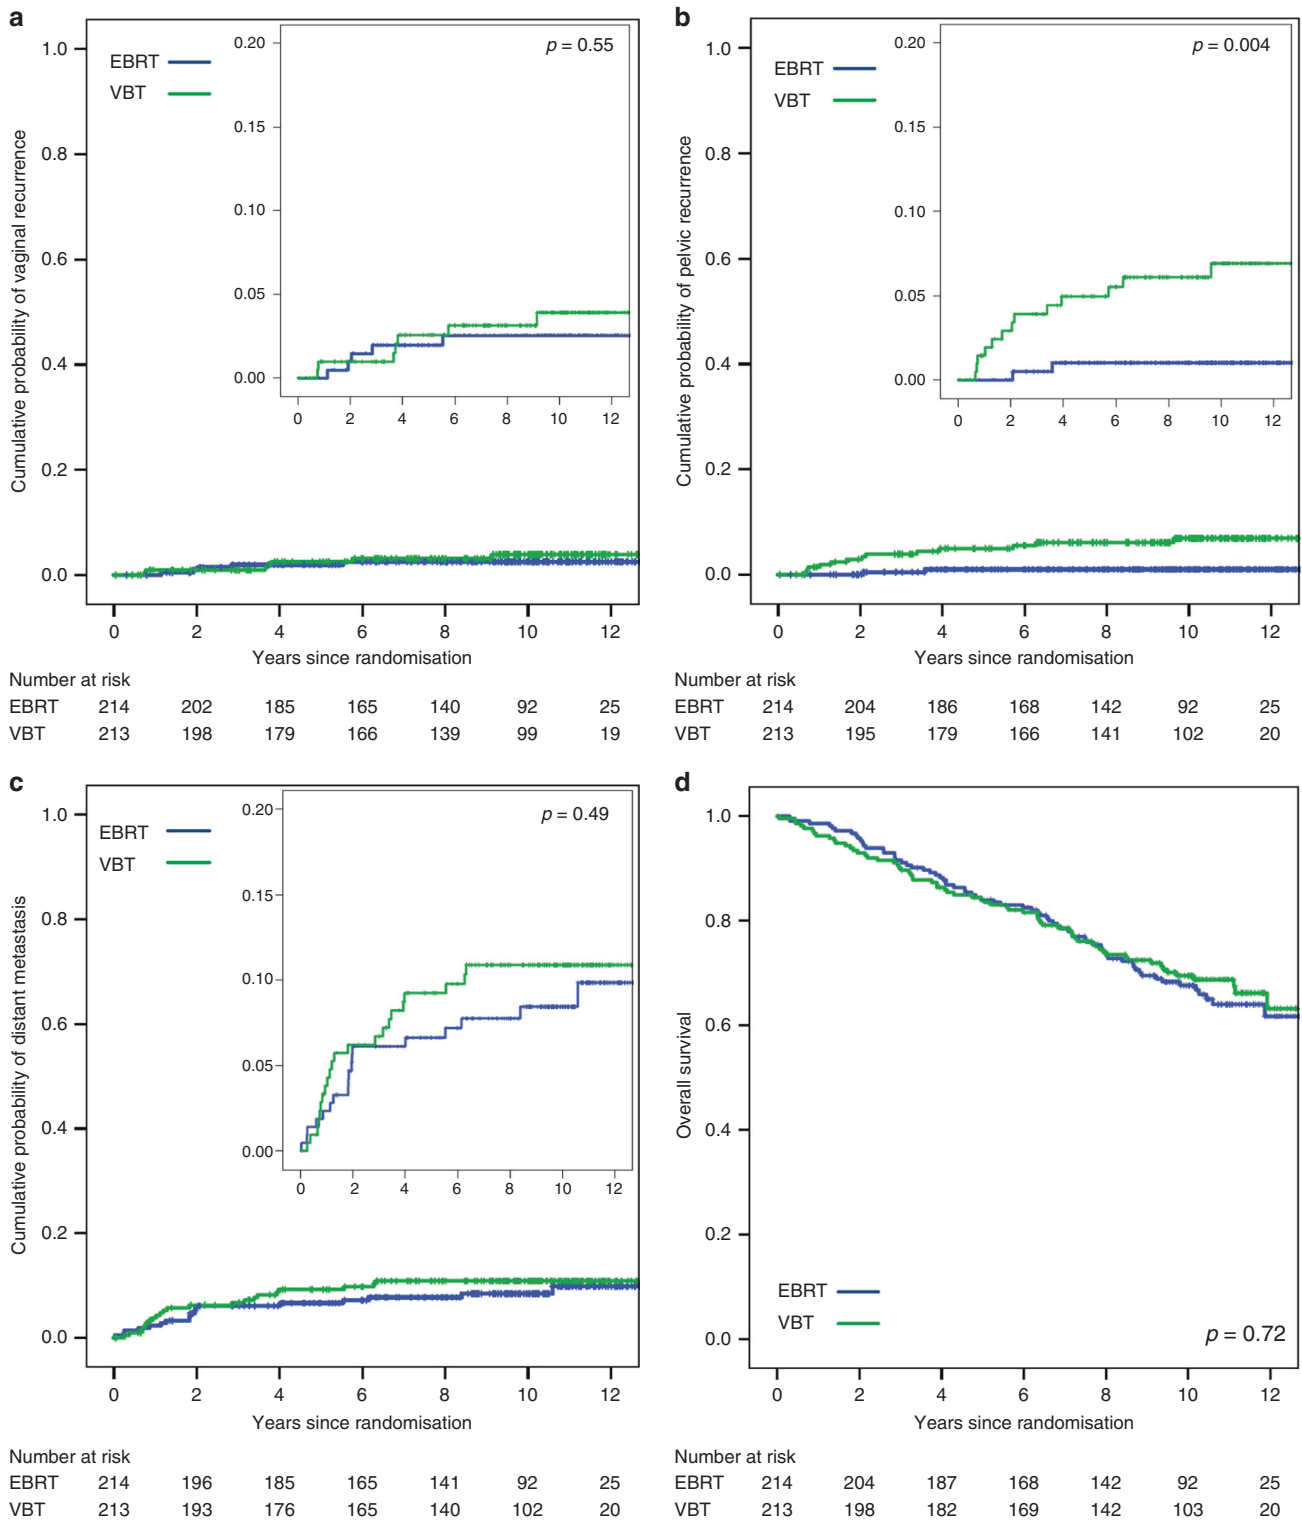 a
Cumulative probability of vaginal recurrence
1.0
0.8
0.6
0.4
0.2
0.0
EBRT
VBT
p = 0.55
0.20
0.15
0.10
0.05
0.00
0 2 4 6 8 10 12
0 2 4 6 8 10 12
Years since randomisation
Number at risk
EBRT 214 202 185 165 140 92 25
VBT 213 198 179 166 139 99 19
b
Cumulative probability of pelvic recurrence
1.0
0.8
0.6
0.4
0.2
0.0
EBRT
VBT
p = 0.004
0.20
0.15
0.10
0.05
0.00
0 2 4 6 8 10 12
0 2 4 6 8 10 12
Years since randomisation
Number at risk
EBRT 214 204 186 168 142 92 25
VBT 213 195 179 166 141 102 20
c
Cumulative probability of distant metastasis
1.0
0.8
0.6
0.4
0.2
0.0
EBRT
VBT
p = 0.49
0.20
0.15
0.10
0.05
0.00
0 2 4 6 8 10 12
0 2 4 6 8 10 12
Years since randomisation
Number at risk
EBRT 214 196 185 165 141 92 25
VBT 213 193 176 165 140 102 20
d
Overall survival
1.0
0.8
0.6
0.4
0.2
0.0
EBRT
VBT
p = 0.72
0 2 4 6 8 10 12
Years since randomisation
Number at risk
EBRT 214 204 187 168 142 92 25
VBT 213 198 182 169 142 103 20